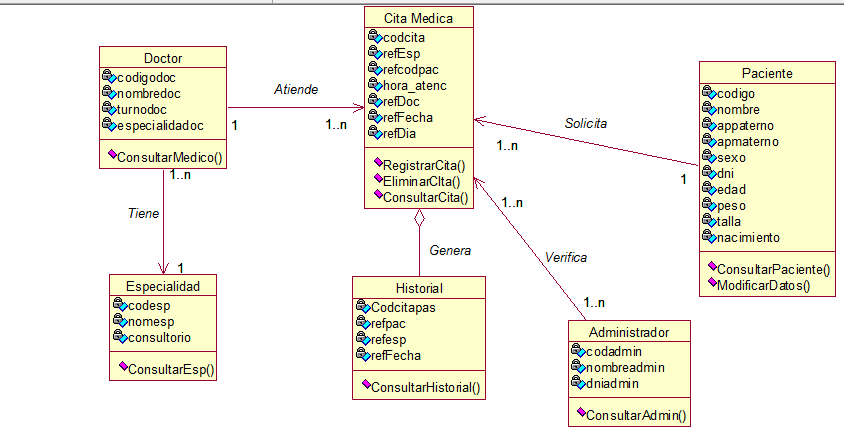 Cita Medica
codcita
refEsp
refcodpac
hora_atenc
refDoc
refFecha
refDia
RegistrarCita()
EliminarCIta()
ConsultarCita()
Doctor
codigodoc
nombredoc
turnodoc
especialidadoc
ConsultarMedico()
Atiende
1
1..n
Paciente
codigo
nombre
appaterno
apmaterno
sexo
dni
edad
peso
talla
nacimiento
ConsultarPaciente()
ModificarDatos()
Solicita
1..n
1
1..n
Tiene
1
Genera
1..n
Verifica
1..n
Especialidad
codesp
nomesp
consultorio
ConsultarEsp()
Historial
Codcitapas
refpac
refesp
refFecha
ConsultarHistorial()
Administrador
codadmin
nombreadmin
dniadmin
ConsultarAdmin()